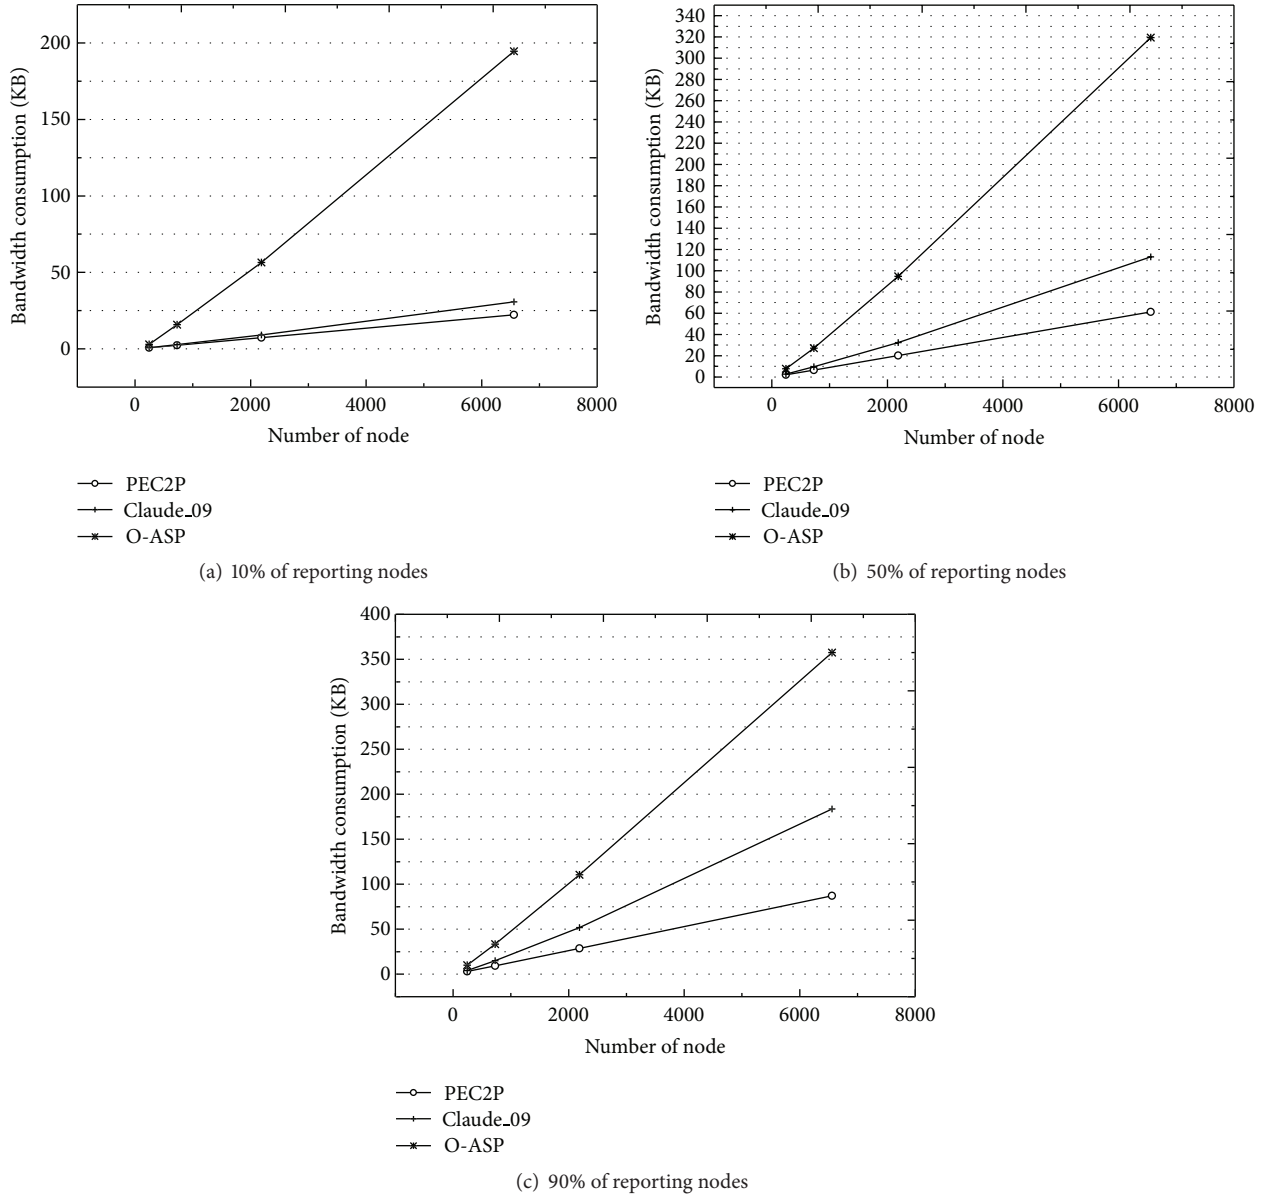 200
150
100
50
0
Bandwidth consumption (KB)
0 2000 4000 6000 8000
Number of node
PEC2P
Claude_09
O-ASP
(a) 10% of reporting nodes
340
320
300
280
260
240
220
200
180
160
140
120
100
80
60
40
20
0
Bandwidth consumption (KB)
0 2000 4000 6000 8000
Number of node
PEC2P
Claude_09
O-ASP
(b) 50% of reporting nodes
400
350
300
250
200
150
100
50
0
Bandwidth consumption (KB)
0 2000 4000 6000 8000
Number of node
PEC2P
Claude_09
O-ASP
(c) 90% of reporting nodes